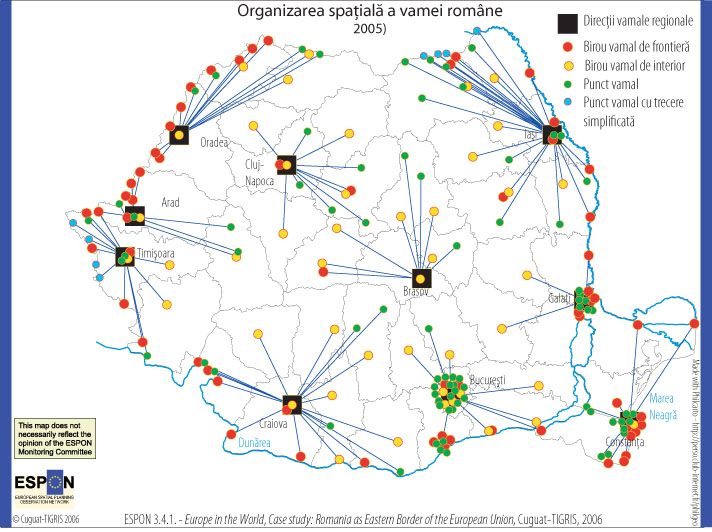 Organizarea spațială a vamei române
2005)
Direcții vamale regionale
Birou vamal de frontieră
Birou vamal de interior
Punct vamal
Punct vamal cu trecere
simplificată
Iași
Oradea
Cluj-
Napoca
Arad
Timișoara
Brașov
Galați
București
Craiova
Dunărea
Marea
Neagră
Constanța
This map does not
necessarily reflect the
opinion of the ESPON
Monitoring Committee
ESPON
EUROPEAN SPATIAL PLANNING
OBSERVATION NETWORK
© Cuguat-TIGRIS 2006
ESPON 3.4.1. - Europe in the World, Case study: Romania as Eastern Border of the European Union, Cuguat-TIGRIS, 2006
Made with Philcarto - http://perso.club-internet.fr/philgeo